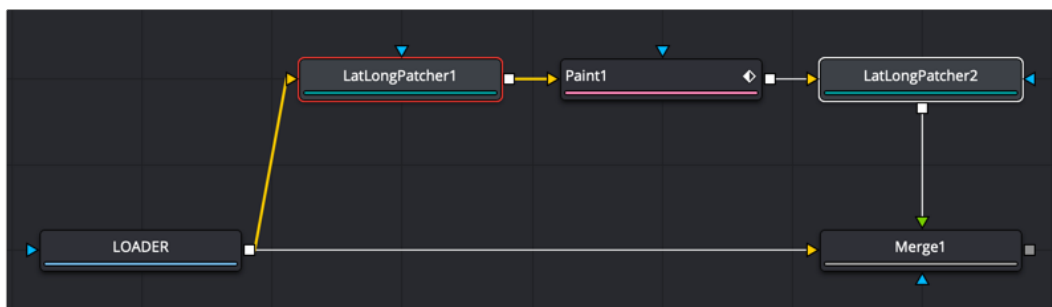 LatLongPatcher1
Paint1
LatLongPatcher2
LOADER
Merge1